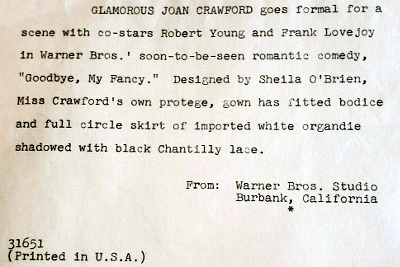 GLAMOROUS JOAN CRAWFORD goes formal for a
scene with co-stars Robert Young and Frank Lovejoy
in Warner Bros.' soon-to-be-seen romantic comedy,
"Goodbye, My Fancy." Designed by Sheila O'Brien,
Miss Crawford's own protege, gown has fitted bodice
and full circle skirt of imported white organdie
shadowed with black Chantilly lace.
From: Warner Bros. Studio
Burbank, California
*
31651
(Printed in U.S.A.)